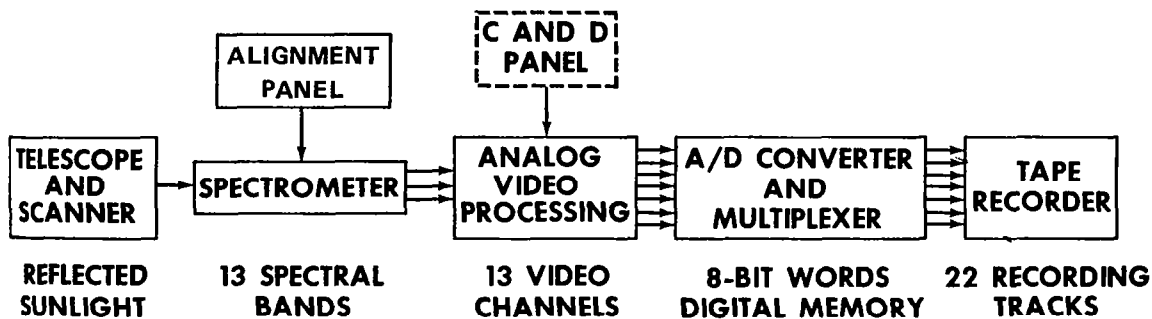 C AND D
PANEL
ALIGNMENT
PANEL
TELESCOPE
AND
SCANNER
SPECTROMETER
ANALOG
VIDEO
PROCESSING
A/D CONVERTER
AND
MULTIPLEXER
TAPE
RECORDER
REFLECTED
SUNLIGHT
13 SPECTRAL
BANDS
13 VIDEO
CHANNELS
8-BIT WORDS
DIGITAL MEMORY
22 RECORDING
TRACKS